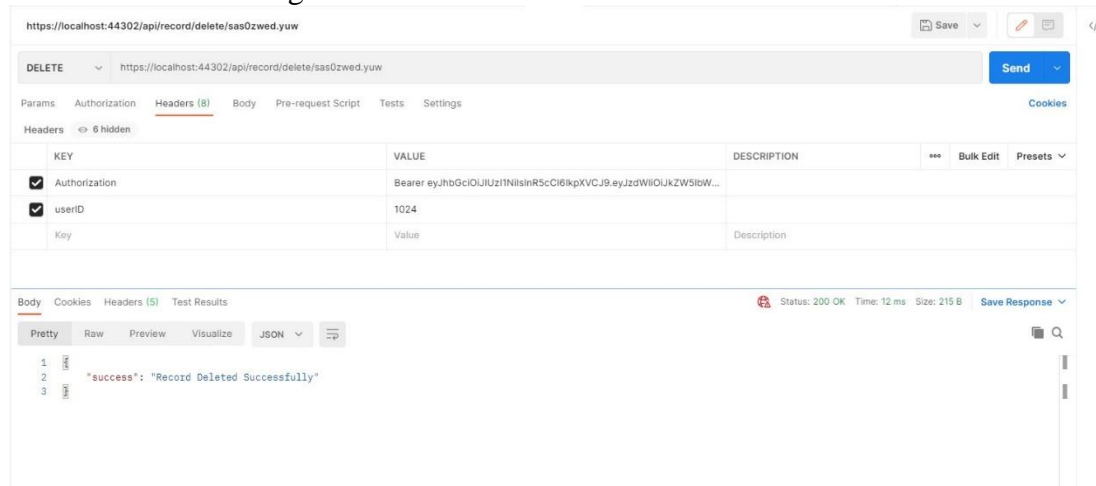 https://localhost:44302/api/record/delete/sas0zwed.yuw
Save
DELETE https://localhost:44302/api/record/delete/sas0zwed.yuw Send
Params Authorization Headers (8) Body Pre-request Script Tests Settings Cookies
Headers 6 hidden
KEY VALUE DESCRIPTION Bulk Edit Presets
Authorization Bearer
userID 1024
Key Value Description
Body Cookies Headers (5) Test Results Status: 200 OK Time: 12 ms Size: 215 B Save Response
Pretty Raw Preview Visualize JSON
1 {
2 "success": "Record Deleted Successfully"
3 }